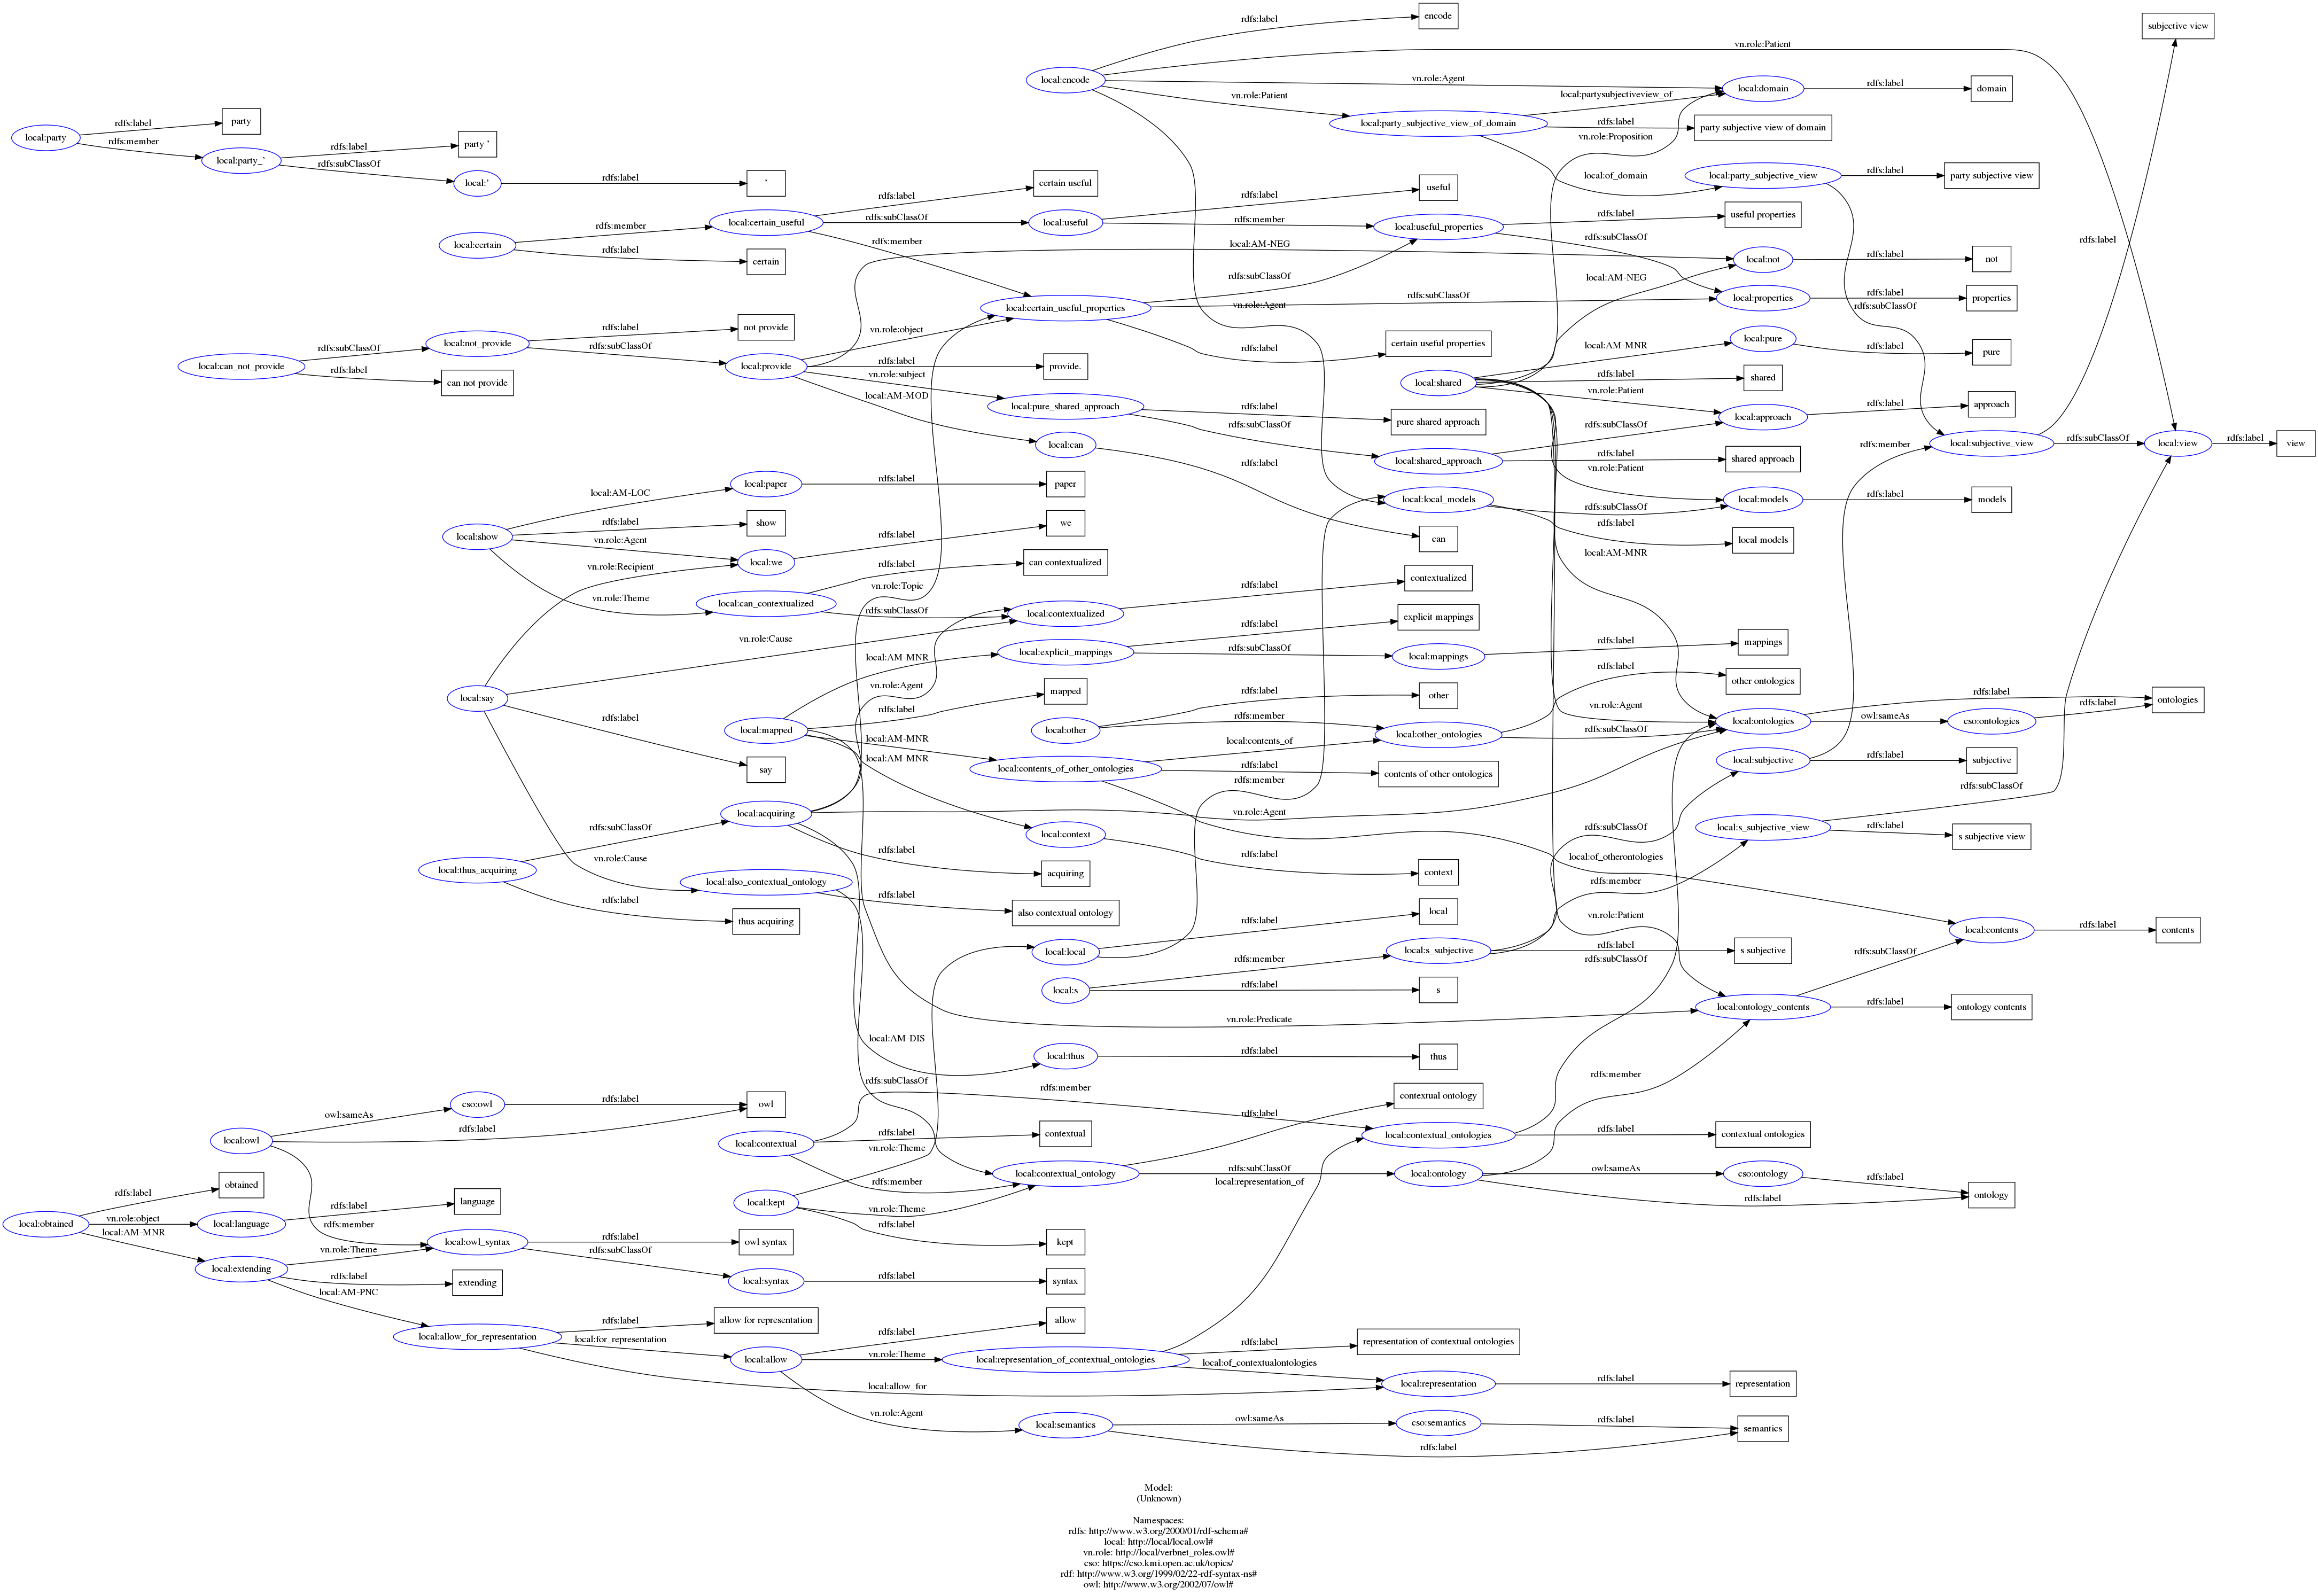 rdfs:label
encode
subjective view
vn.role:Patient
local:encode
vn.role:Agent
local:domain
rdfs:label
domain
vn.role:Patient
local:partysubjectiveview_of
party
rdfs:label
local:party
rdfs:member
local:party_subjective_view_of_domain
rdfs:label
party subjective view of domain
vn.role:Proposition
party '
rdfs:label
local:party_'
rdfs:subClassOf
local:'
rdfs:label
'
local:of_domain
local:party_subjective_view
rdfs:label
party subjective view
certain useful
rdfs:label
useful
rdfs:label
local:certain_useful
rdfs:subClassOf
local:useful
rdfs:member
local:useful_properties
rdfs:label
useful properties
rdfs:member
local:certain
rdfs:label
certain
rdfs:member
local:AM-NEG
rdfs:subClassOf
rdfs:label
local:not
rdfs:label
not
rdfs:subClassOf
local:AM-NEG
local:certain_useful_properties
vn.role:Agent
rdfs:subClassOf
local:properties
rdfs:label
properties
rdfs:subClassOf
not provide
rdfs:label
local:not_provide
rdfs:subClassOf
vn.role:object
certain useful properties
rdfs:label
local:AM-MNR
local:pure
rdfs:label
pure
rdfs:subClassOf
local:can_not_provide
rdfs:label
can not provide
local:provide
rdfs:label
provide.
vn.role:subject
local:AM-MOD
local:shared
rdfs:label
shared
vn.role:Patient
local:pure_shared_approach
rdfs:label
pure shared approach
rdfs:subClassOf
local:approach
rdfs:label
approach
rdfs:subClassOf
local:can
rdfs:label
local:shared_approach
rdfs:label
shared approach
vn.role:Patient
rdfs:member
local:subjective_view
rdfs:subClassOf
local:view
rdfs:label
view
local:paper
rdfs:label
paper
local:AM-LOC
local:show
rdfs:label
show
vn.role:Agent
local:local_models
rdfs:subClassOf
local:models
rdfs:label
models
rdfs:label
local models
we
rdfs:label
local:we
can
vn.role:Recipient
can contextualized
rdfs:label
local:AM-MNR
vn.role:Theme
local:can_contextualized
rdfs:subClassOf
vn.role:Topic
local:contextualized
rdfs:label
contextualized
vn.role:Cause
local:AM-MNR
local:explicit_mappings
rdfs:label
explicit mappings
rdfs:subClassOf
local:mappings
rdfs:label
mappings
vn.role:Agent
rdfs:label
mapped
local:say
rdfs:label
say
local:mapped
local:AM-MNR
local:AM-MNR
local:other
rdfs:label
other
rdfs:member
local:other_ontologies
rdfs:label
other ontologies
vn.role:Agent
rdfs:subClassOf
local:ontologies
rdfs:label
ontologies
owl:sameAs
cso:ontologies
rdfs:label
local:contents_of
local:contents_of_other_ontologies
rdfs:label
contents of other ontologies
rdfs:member
local:subjective
rdfs:label
subjective
rdfs:subClassOf
local:acquiring
vn.role:Agent
rdfs:subClassOf
local:thus_acquiring
rdfs:label
thus acquiring
vn.role:Cause
local:context
rdfs:label
context
rdfs:label
acquiring
rdfs:subClassOf
local:of_otherontologies
rdfs:member
local:s_subjective_view
rdfs:label
s subjective view
local:also_contextual_ontology
rdfs:label
also contextual ontology
local:local
rdfs:label
local
local:s
rdfs:member
local:s_subjective
rdfs:label
s subjective
rdfs:label
s
vn.role:Patient
rdfs:subClassOf
local:contents
rdfs:label
contents
rdfs:subClassOf
vn.role:Predicate
local:ontology_contents
rdfs:label
ontology contents
local:AM-DIS
local:thus
rdfs:label
thus
rdfs:subClassOf
rdfs:member
rdfs:member
owl:sameAs
cso:owl
rdfs:label
owl
local:owl
rdfs:label
local:contextual
rdfs:label
contextual
vn.role:Theme
rdfs:label
contextual ontology
local:contextual_ontologies
rdfs:label
contextual ontologies
rdfs:member
local:contextual_ontology
rdfs:subClassOf
local:representation_of
local:ontology
owl:sameAs
cso:ontology
rdfs:label
ontology
rdfs:label
obtained
rdfs:label
local:obtained
vn.role:object
local:language
rdfs:label
language
local:AM-MNR
local:kept
vn.role:Theme
rdfs:label
kept
rdfs:member
vn.role:Theme
local:owl_syntax
rdfs:label
owl syntax
rdfs:subClassOf
local:syntax
rdfs:label
syntax
local:extending
rdfs:label
extending
local:AM-PNC
rdfs:label
allow for representation
local:allow_for_representation
local:for_representation
local:allow
rdfs:label
allow
vn.role:Theme
local:representation_of_contextual_ontologies
rdfs:label
representation of contextual ontologies
local:of_contextualontologies
local:allow_for
local:representation
rdfs:label
representation
vn.role:Agent
local:semantics
owl:sameAs
cso:semantics
rdfs:label
semantics
rdfs:label
Model:
(Unknown)
Namespaces:
rdfs: http://www.w3.org/2000/01/rdf-schema#
local: http://local/local.owl#
vn.role: http://local/verbnet_roles.owl#
cso: https://cso.kmi.open.ac.uk/topics/
rdf: http://www.w3.org/1999/02/22-rdf-syntax-ns#
owl: http://www.w3.org/2002/07/owl#